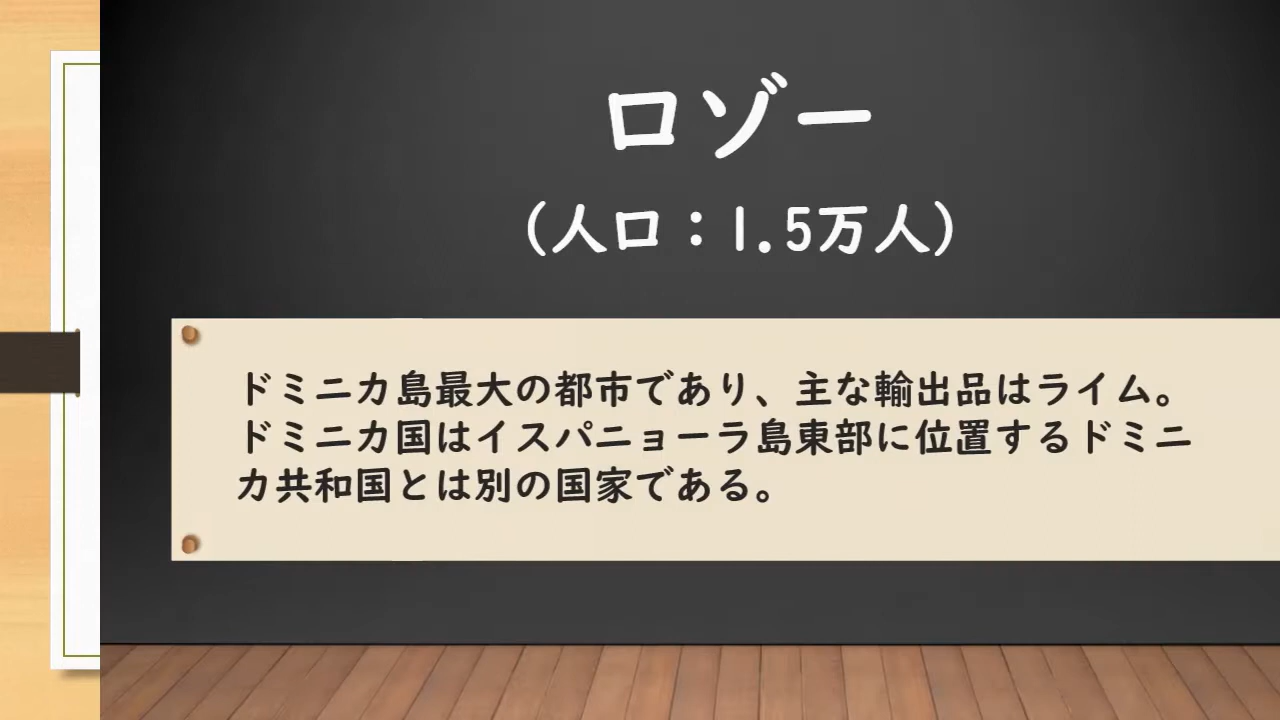 ロゾー
（人口：1.5万人）
ドミニカ島最大の都市であり、主な輸出品はライム。
ドミニカ国はイスパニョーラ島東部に位置するドミニ
カ共和国とは別の国家である。